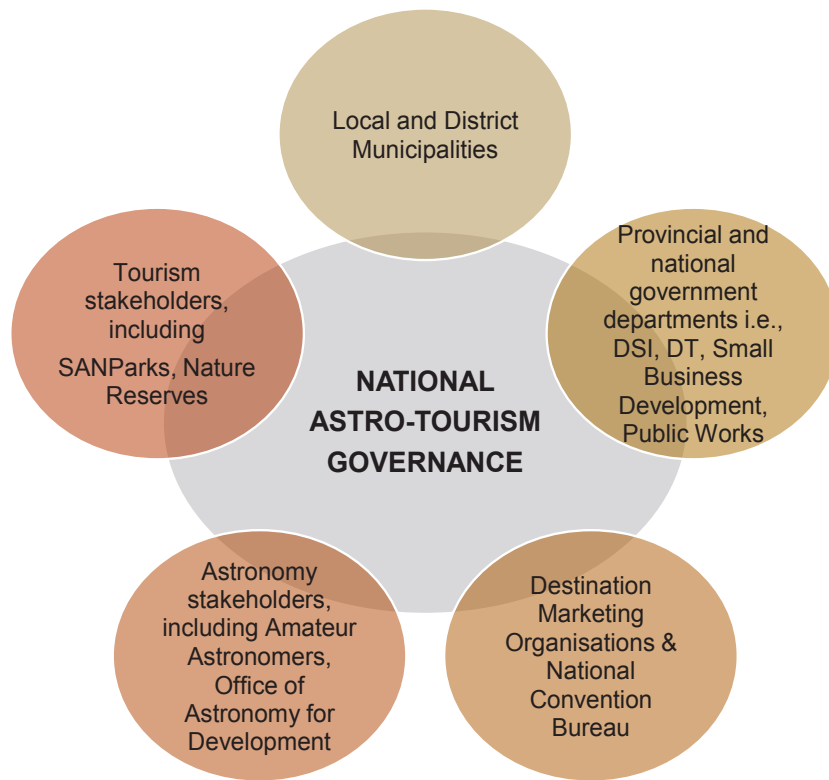 Local and District
Municipalities
Provincial and
national
government
departments i.e.,
DSI, DT, Small
Business
Development,
Public Works
Tourism
stakeholders,
including
SANParks, Nature
Reserves
NATIONAL
ASTRO-TOURISM
GOVERNANCE
Astronomy
stakeholders,
including Amateur
Astronomers,
Office of
Astronomy for
Development
Destination
Marketing
Organisations &
National
Convention
Bureau